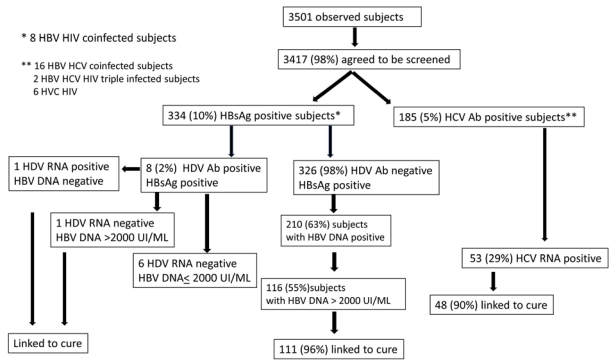 3501 observed subjects
* 8 HBV HIV coinfected subjects
** 16 HBV HCV coinfected subjects
2 HBV HCV HIV triple infected subjects
6 HVC HIV
3417 (98%) agreed to be screened
334 (10%) HBsAg positive subjects*
185 (5%) HCV Ab positive subjects**
1 HDV RNA positive
HBV DNA negative
8 (2%) HDV Ab positive
HBsAg positive
326 (98%) HDV Ab negative
HBsAg positive
1 HDV RNA negative
HBV DNA >2000 UI/ML
210 (63%) subjects
with HBV DNA positive
6 HDV RNA negative
HBV DNA≤ 2000 UI/ML
53 (29%) HCV RNA positive
116 (55%)subjects
with HBV DNA > 2000 UI/ML
48 (90%) linked to cure
Linked to cure
111 (96%) linked to cure